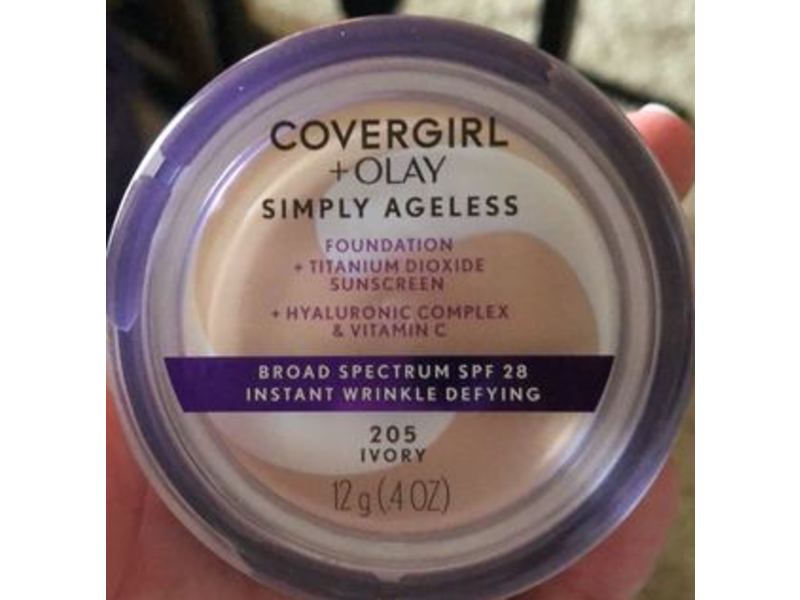 COVERGIRL
+OLAY
SIMPLY AGELESS
FOUNDATION
+ TITANIUM DIOXIDE
SUNSCREEN
+ HYALURONIC COMPLEX
& VITAMIN C
BROAD SPECTRUM SPF 28
INSTANT WRINKLE DEFYING
205
IVORY
12 g (.4 OZ)